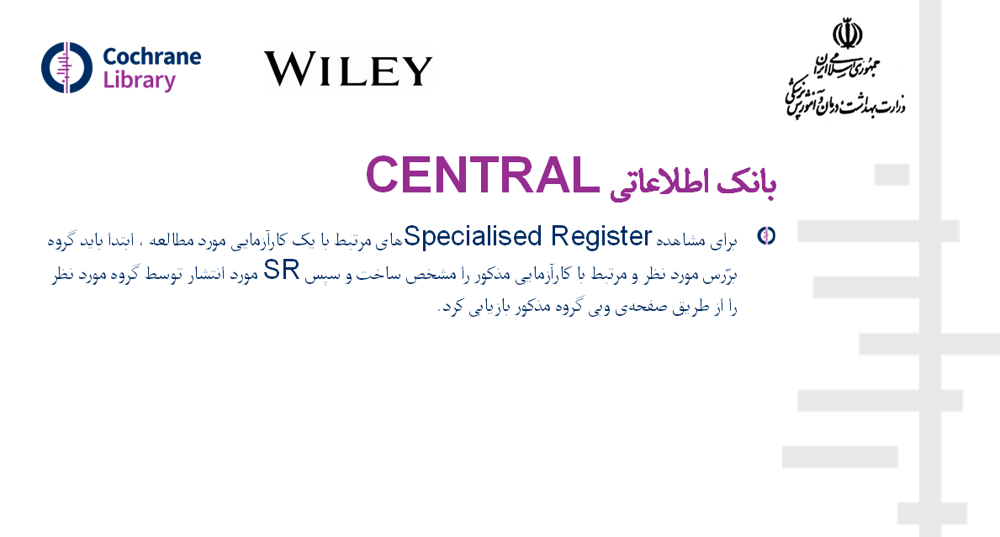 Cochrane
Library
WILEY
جمهوری اسلامی ایران
وزارت بهداشت، درمان و آموزش پزشکی
بانک اطلاعاتی CENTRAL
برای مشاهده Specialised Registerهای مرتبط با یک کارآزمایی مورد مطالعه ، ابتدا باید گروه
برّرس مورد نظر و مرتبط با کارآزمایی مذکور را مشخص ساخت و سپس SR مورد انتشار توسط گروه مورد نظر
را از طریق صفحه‌ی وبی گروه مذکور بازیابی کرد.